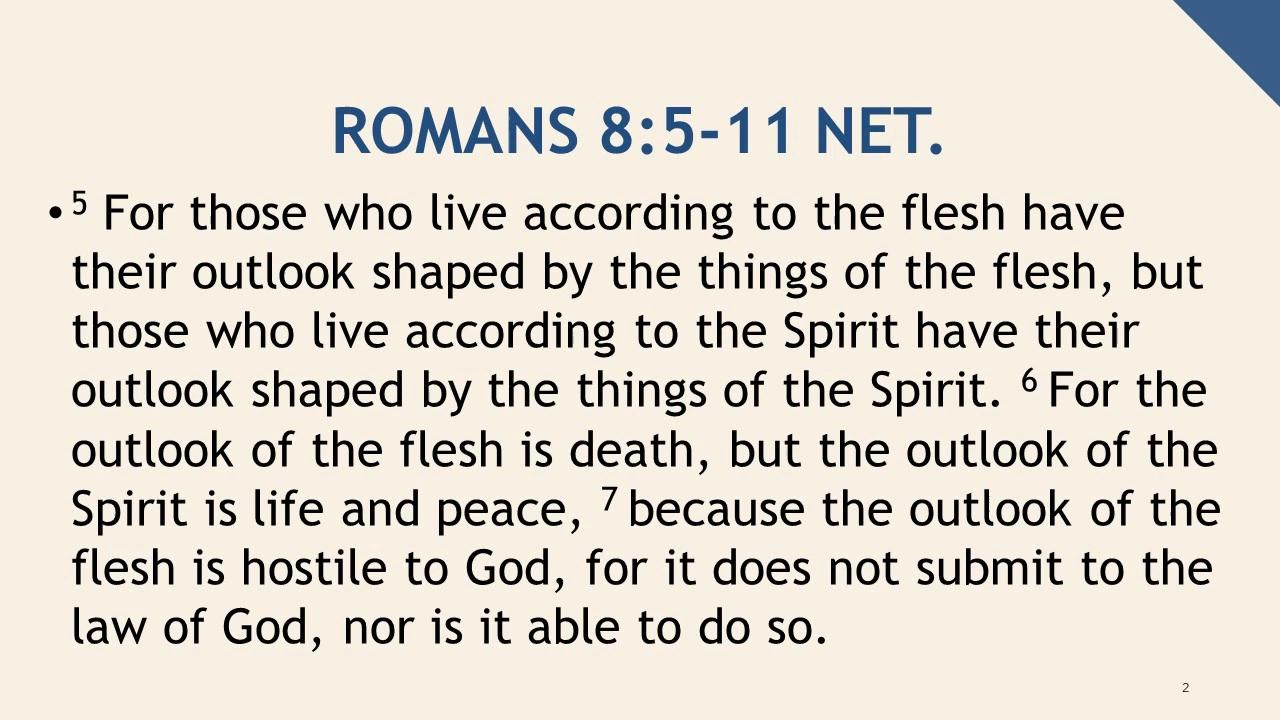 ROMANS 8:5-11 NET.
• 5 For those who live according to the flesh have
their outlook shaped by the things of the flesh, but
those who live according to the Spirit have their
outlook shaped by the things of the Spirit. 6 For the
outlook of the flesh is death, but the outlook of the
Spirit is life and peace, 7 because the outlook of the
flesh is hostile to God, for it does not submit to the
law of God, nor is it able to do so.
2